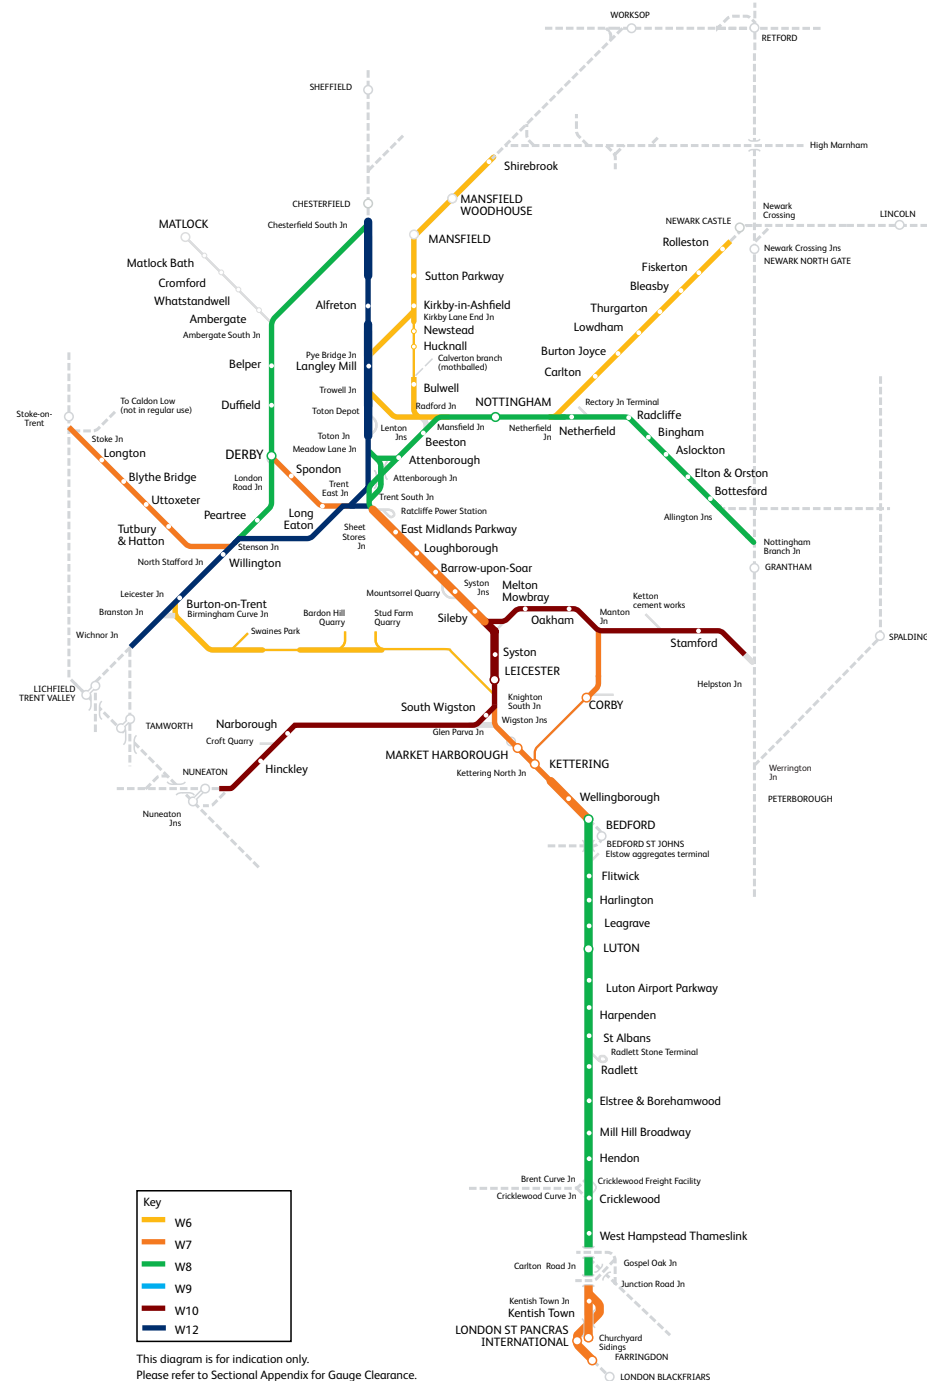 WORKSOP
RETFORD
SHEFFIELD
High Marnham
Shirebrook
CHESTERFIELD
MANSFIELD
WOODHOUSE
Newark
Crossing
LINCOLN
MATLOCK
Chesterfield South Jn
NEWARK CASTLE
MANSFIELD
Rolleston
Newark Crossing Jns
NEWARK NORTH GATE
Matlock Bath
Fiskerton
Cromford
Sutton Parkway
Bleasby
Whatstandwell
Alfreton
Kirkby-in-Ashfield
Kirkby Lane End Jn
Thurgarton
Ambergate
Ambergate South Jn
Newstead
Lowdham
Hucknall
Pye Bridge Jn
Langley Mill
Calverton branch
(mothballed)
Burton Joyce
Belper
Carlton
Trowell Jn
Bulwell
Duffield
Toton Depot
Radford Jn
NOTTINGHAM
Rectory Jn Terminal
To Caldon Low
(not in regular use)
Stoke-on-
Trent
Radcliffe
Mansfield Jn
Netherfield
Jn
Netherfield
Bingham
Stoke Jn
Toton Jn
Lenton
Jns
Beeston
Longton
DERBY
Meadow Lane Jn
Aslockton
Attenborough
Spondon
Elton & Orston
Blythe Bridge
London
Road Jn
Attenborough Jn
Trent
East Jn
Bottesford
Uttoxeter
Trent South Jn
Peartree
Long
Eaton
Ratcliffe Power Station
Allington Jns
Tutbury
& Hatton
Sheet
Stores
Jn
East Midlands Parkway
Stenson Jn
Loughborough
Nottingham
Branch Jn
North Stafford Jn
Willington
Barrow-upon-Soar
GRANTHAM
Leicester Jn
Mountsorrel Quarry
Syston
Jns
Melton
Mowbray
Ketton
cement works
Burton-on-Trent
Birmingham Curve Jn
Branston Jn
Bardon Hill
Quarry
Stud Farm
Quarry
Sileby
Oakham
Manton
Jn
Wichnor Jn
Swaines Park
SPALDING
Stamford
Syston
LEICESTER
Helpston Jn
LICHFIELD
TRENT VALLEY
Knighton
South Jn
CORBY
South Wigston
Wigston Jns
TAMWORTH
Narborough
Glen Parva Jn
Croft Quarry
MARKET HARBOROUGH
KETTERING
NUNEATON
Hinckley
Kettering North Jn
Werrington
Jn
PETERBOROUGH
Wellingborough
Nuneaton
Jns
BEDFORD
BEDFORD ST JOHNS
Elstow aggregates terminal
Flitwick
Harlington
Leagrave
LUTON
Luton Airport Parkway
Harpenden
St Albans
Radlett Stone Terminal
Radlett
Elstree & Borehamwood
Mill Hill Broadway
Hendon
Brent Curve Jn
Cricklewood Freight Facility
Cricklewood Curve Jn
Cricklewood
West Hampstead Thameslink
Carlton Road Jn
Gospel Oak Jn
Junction Road Jn
Kentish Town Jn
Kentish Town
LONDON ST PANCRAS
INTERNATIONAL
Churchyard
Sidings
FARRINGDON
LONDON BLACKFRIARS
Key
W6
W7
W8
W9
W10
W12
This diagram is for indication only.
Please refer to Sectional Appendix for Gauge Clearance.